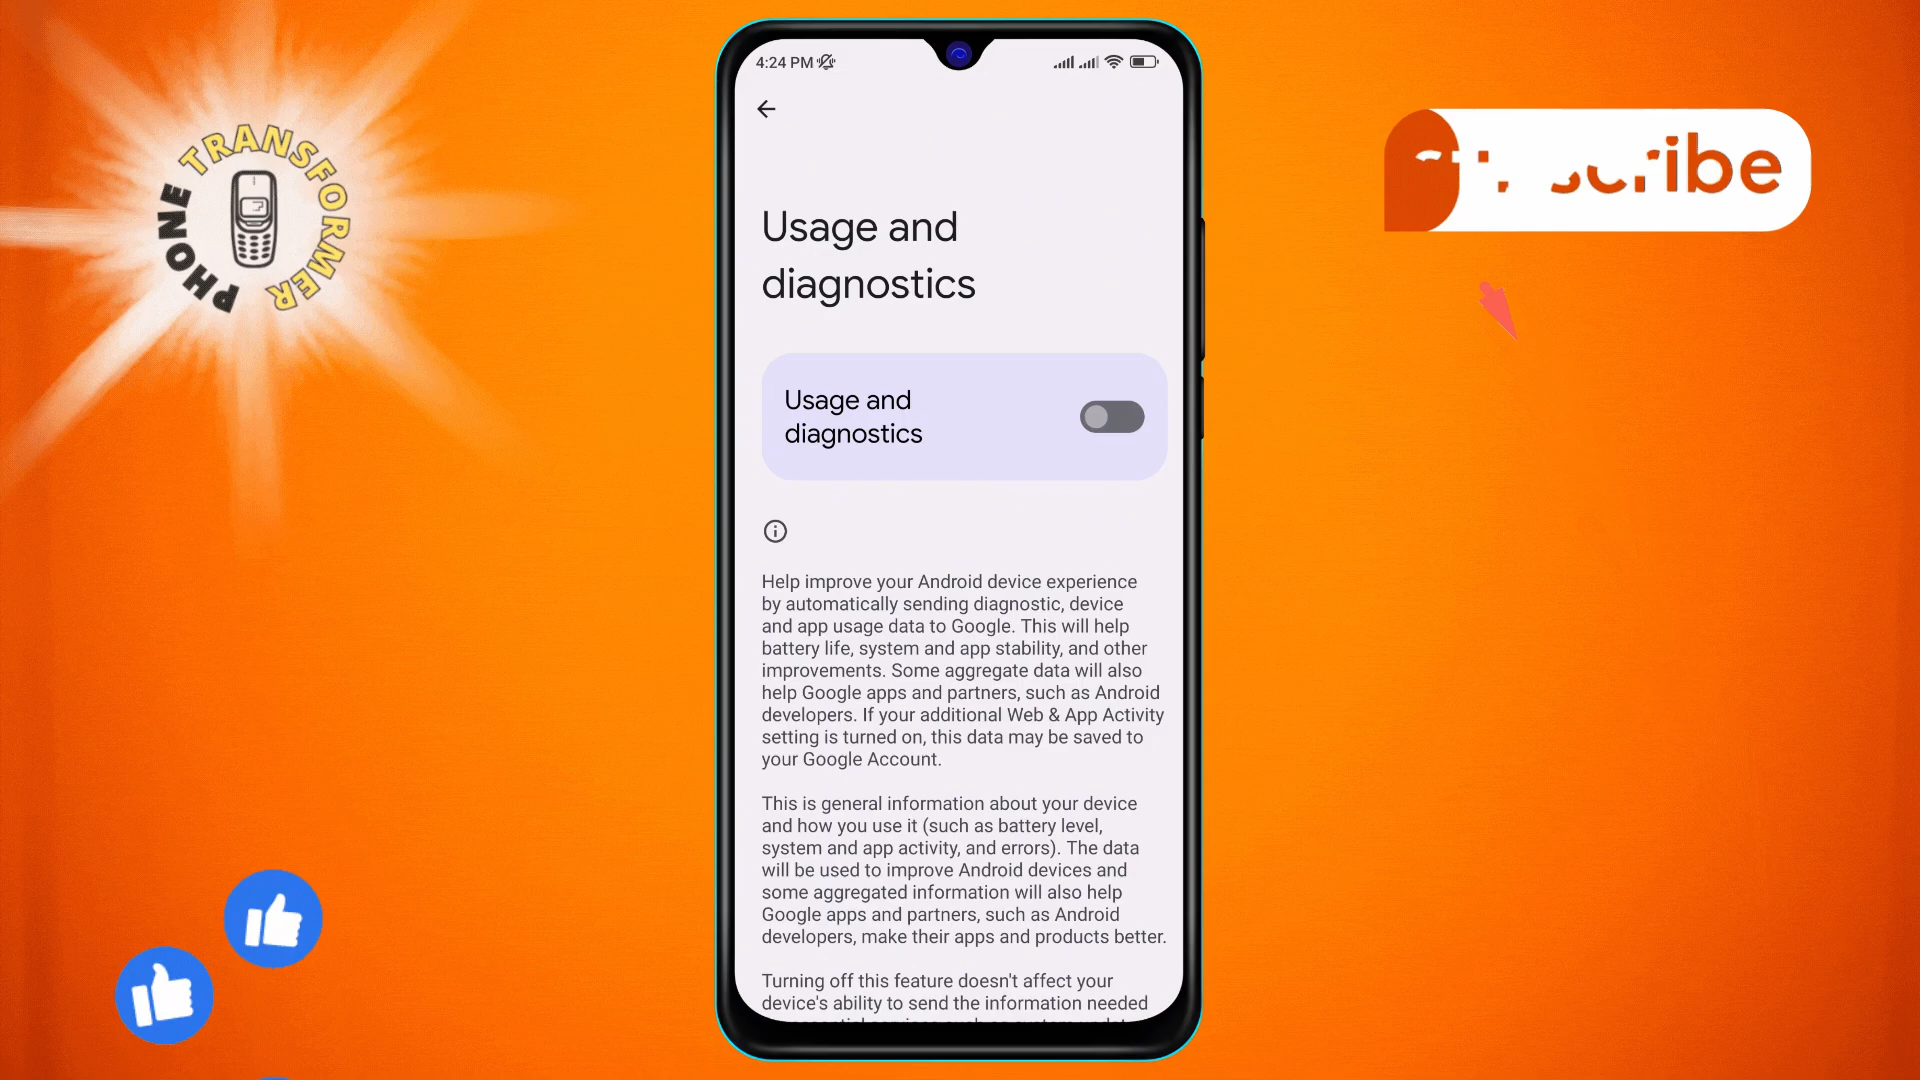 PHONE TRANSFORMER
4:24 PM
Usage and
diagnostics
Usage and
diagnostics
Help improve your Android device experience
by automatically sending diagnostic, device
and app usage data to Google. This will help
battery life, system and app stability, and other
improvements. Some aggregate data will also
help Google apps and partners, such as Android
developers. If your additional Web & App Activity
setting is turned on, this data may be saved to
your Google Account.
This is general information about your device
and how you use it (such as battery level,
system and app activity, and errors). The data
will be used to improve Android devices and
some aggregated information will also help
Google apps and partners, such as Android
developers, make their apps and products better.
Turning off this feature doesn't affect your
device's ability to send the information needed